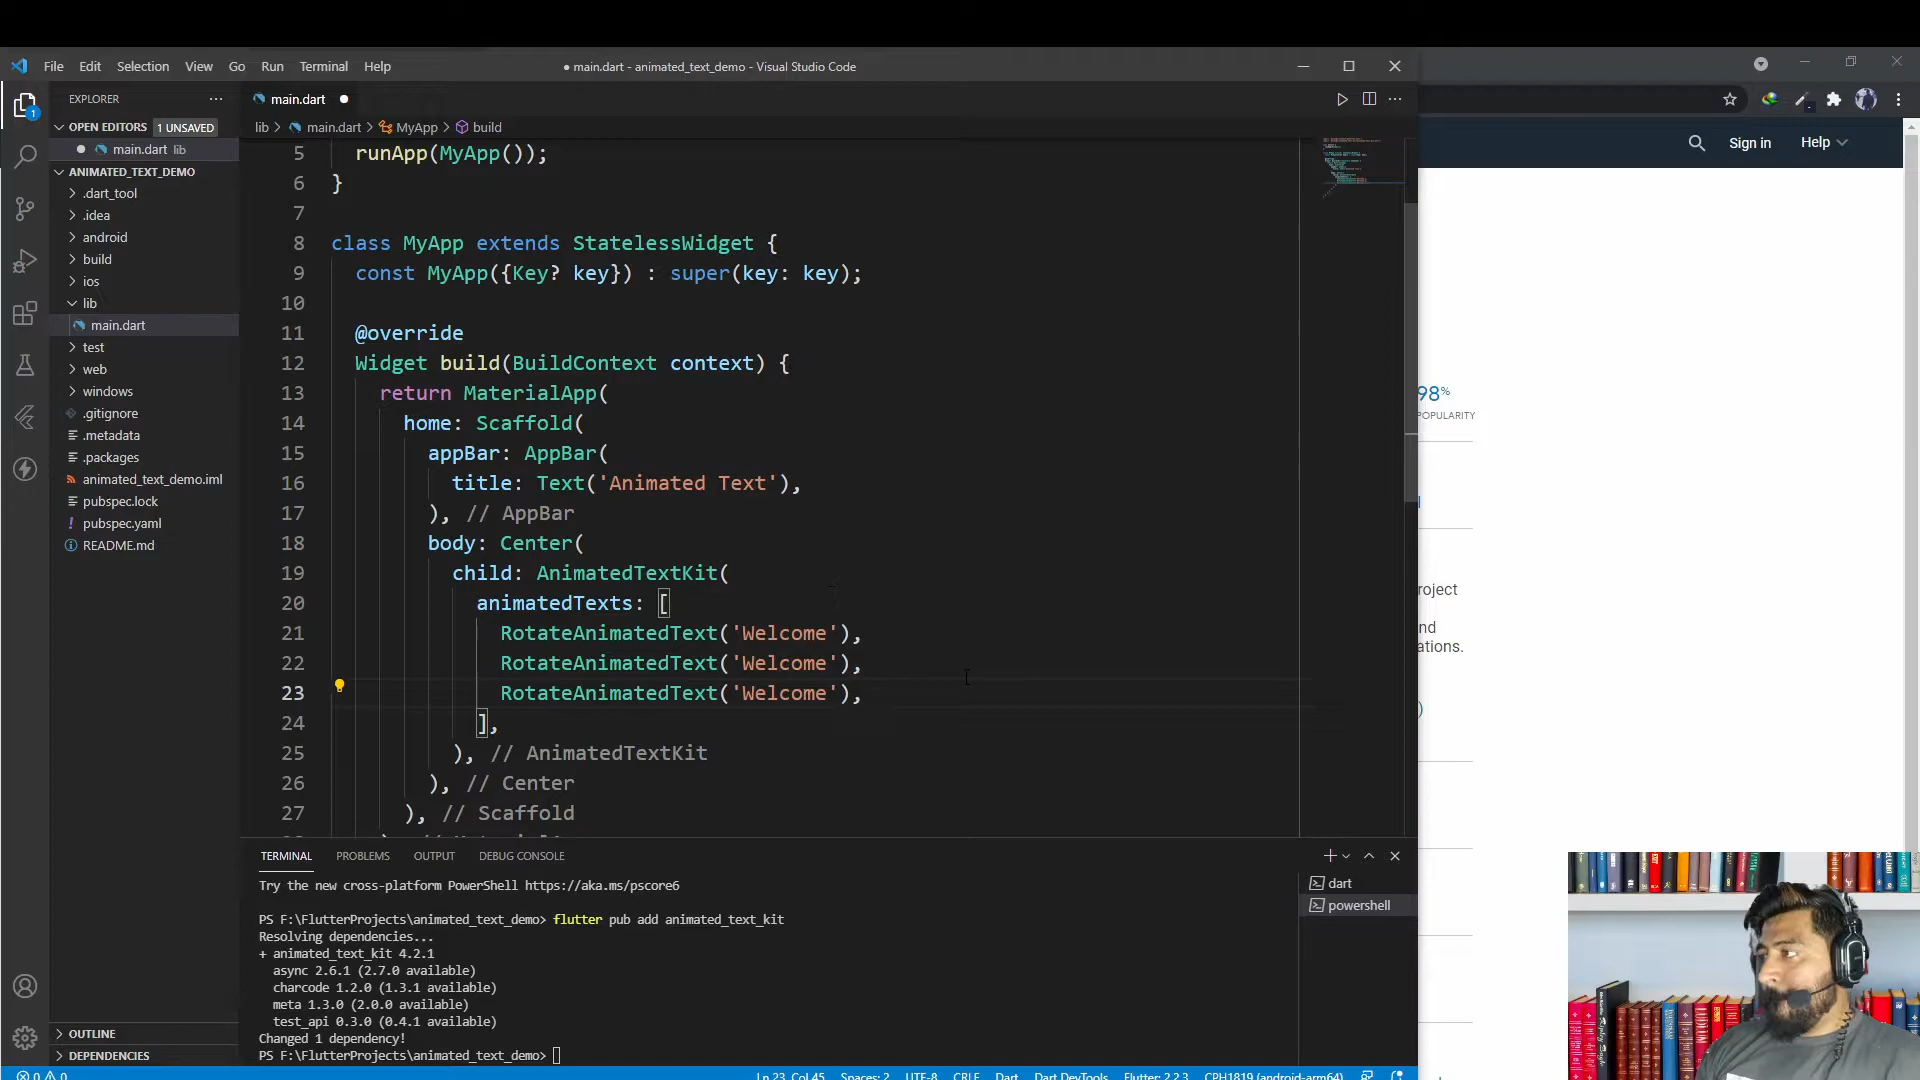 File Edit Selection View Go Run Terminal Help
● main.dart - animated_text_demo - Visual Studio Code
EXPLORER
main.dart
OPEN EDITORS 1 UNSAVED
main.dart lib
ANIMATED_TEXT_DEMO
.dart_tool
.idea
android
build
ios
lib
main.dart
test
web
windows
.gitignore
.metadata
.packages
animated_text_demo.iml
pubspec.lock
pubspec.yaml
README.md
OUTLINE
DEPENDENCIES
1
lib > main.dart > MyApp > build
5 runApp(MyApp());
6 }
7
8 class MyApp extends StatelessWidget {
9 const MyApp({Key? key}) : super(key: key);
10
11 @override
12 Widget build(BuildContext context) {
13 return MaterialApp(
14 home: Scaffold(
15 appBar: AppBar(
16 title: Text('Animated Text'),
17 ), // AppBar
18 body: Center(
19 child: AnimatedTextKit(
20 animatedTexts: [
21 RotateAnimatedText('Welcome'),
22 RotateAnimatedText('Welcome'),
23 RotateAnimatedText('Welcome'),
24 ],
25 ), // AnimatedTextKit
26 ), // Center
27 ), // Scaffold
TERMINAL PROBLEMS OUTPUT DEBUG CONSOLE
Try the new cross-platform PowerShell https://aka.ms/pscore6
PS F:\FlutterProjects\animated_text_demo> flutter pub add animated_text_kit
Resolving dependencies...
+ animated_text_kit 4.2.1
async 2.6.1 (2.7.0 available)
charcode 1.2.0 (1.3.1 available)
meta 1.3.0 (2.0.0 available)
test_api 0.3.0 (0.4.1 available)
Changed 1 dependency!
PS F:\FlutterProjects\animated_text_demo>
dart
powershell
0 0
Ln 23, Col 45 Spaces: 2 UTF-8 CRLF Dart Dart DevTools Flutter: 2.2.3 CPH1819 (android-arm64)
Sign in Help
98%
POPULARITY
roject
nd
ations.